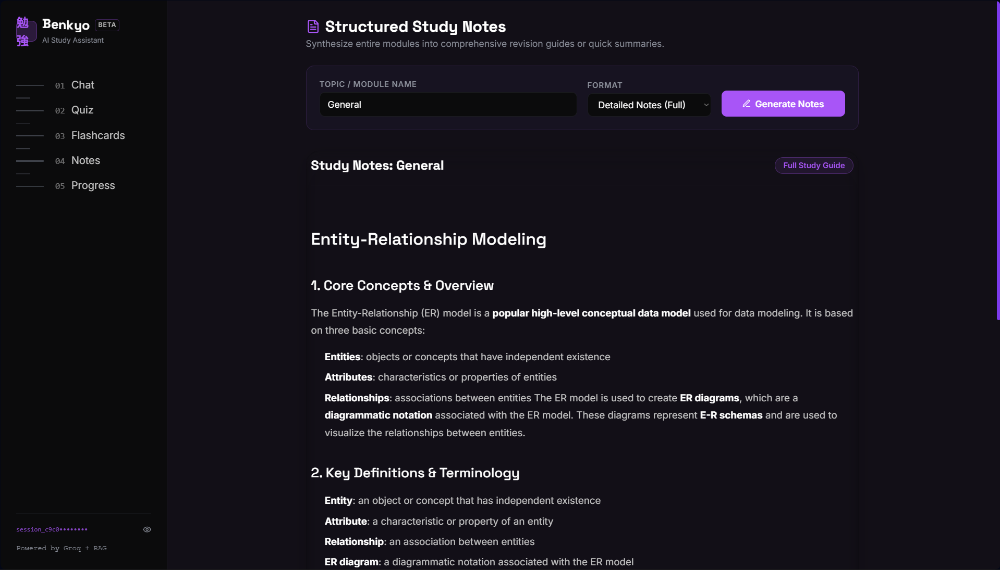 勉
強
Benkyo BETA
AI Study Assistant
01 Chat
02 Quiz
03 Flashcards
04 Notes
05 Progress
session_c9c0••••••••
Powered by Groq + RAG
Structured Study Notes
Synthesize entire modules into comprehensive revision guides or quick summaries.
TOPIC / MODULE NAME
General
FORMAT
Detailed Notes (Full)
Generate Notes
Study Notes: General
Full Study Guide
Entity-Relationship Modeling
1. Core Concepts & Overview
The Entity-Relationship (ER) model is a popular high-level conceptual data model used for data modeling. It is based
on three basic concepts:
Entities: objects or concepts that have independent existence
Attributes: characteristics or properties of entities
Relationships: associations between entities The ER model is used to create ER diagrams, which are a
diagrammatic notation associated with the ER model. These diagrams represent E-R schemas and are used to
visualize the relationships between entities.
2. Key Definitions & Terminology
Entity: an object or concept that has independent existence
Attribute: a characteristic or property of an entity
Relationship: an association between entities
ER diagram: a diagrammatic notation associated with the ER model